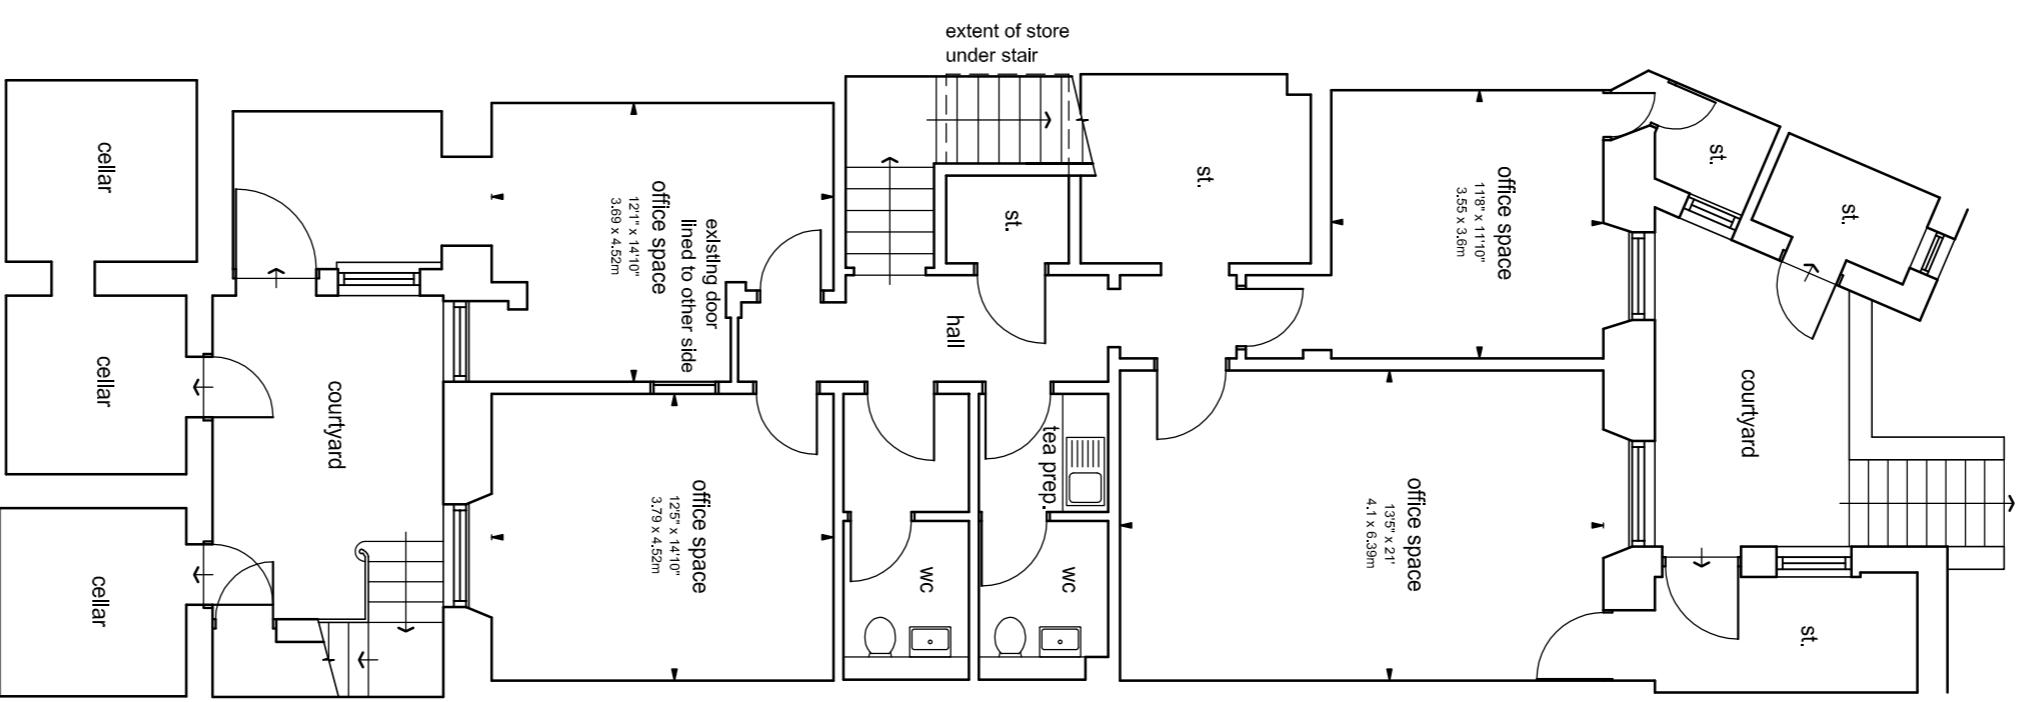 extent of store
under stair
cellar
cellar
cellar
courtyard
office space
12'1" x 14'10"
3.69 x 4.52m
existing door
lined to other side
office space
12'5" x 14'10"
3.79 x 4.52m
hall
st.
st.
tea prep.
wc
wc
office space
11'8" x 11'10"
3.55 x 3.6m
office space
13'5" x 21'
4.1 x 6.39m
st.
st.
courtyard
st.